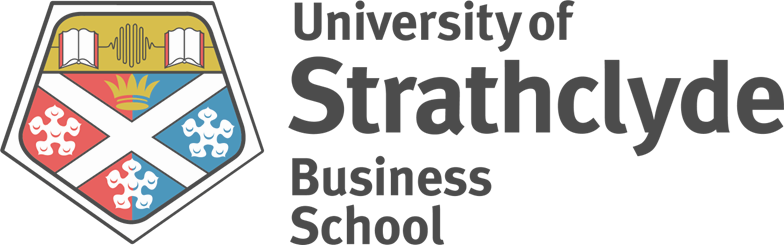 University of
Strathclyde
Business
School